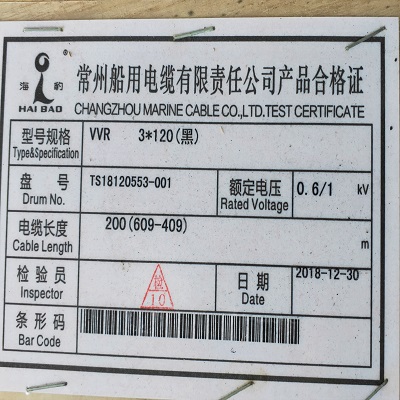 海豹
HAI BAO
常州船用电缆有限责任公司产品合格证
CHANGZHOU MARINE CABLE CO.,LTD.TEST CERTIFICATE
型号规格 VVR 3*120(黑)
Type&Specification
盘号 TS18120553-001 额定电压 0.6/1 kV
Drum No. Rated Voltage
电缆长度 200(609-409) m
Cable Length
检验员 10 日期 2018-12-30
Inspector Date
条形码
Bar Code